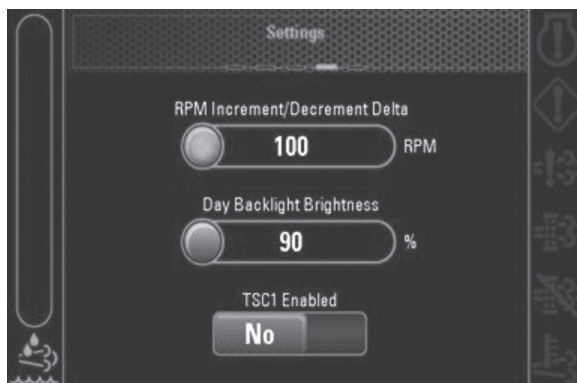 Settings
RPM Increment/Decrement Delta
100 RPM
Day Backlight Brightness
90 %
TSC1 Enabled
No